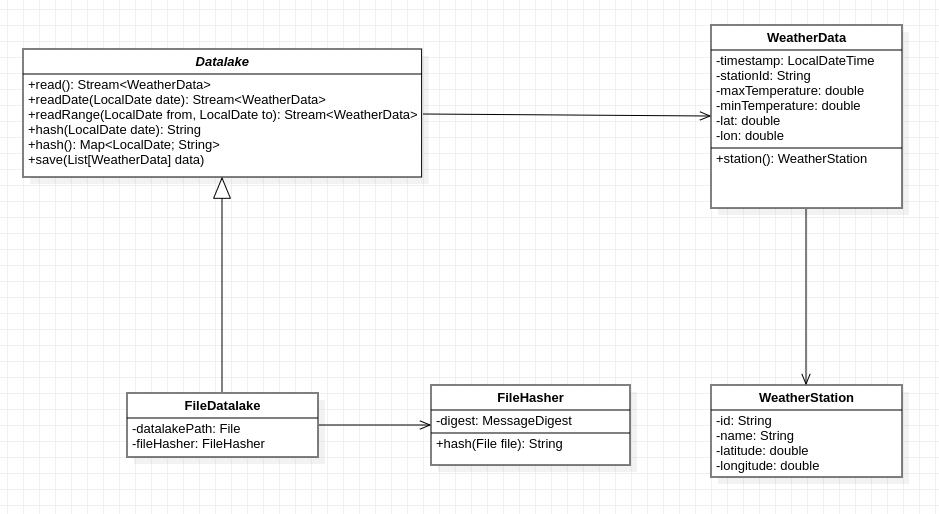 Datalake
+read(): Stream<WeatherData>
+readDate(LocalDate date): Stream<WeatherData>
+readRange(LocalDate from, LocalDate to): Stream<WeatherData>
+hash(LocalDate date): String
+hash(): Map<LocalDate; String>
+save(List[WeatherData] data)
WeatherData
-timestamp: LocalDateTime
-stationId: String
-maxTemperature: double
-minTemperature: double
-lat: double
-lon: double
+station(): WeatherStation
FileDatalake
-datalakePath: File
-fileHasher: FileHasher
FileHasher
-digest: MessageDigest
+hash(File file): String
WeatherStation
-id: String
-name: String
-latitude: double
-longitude: double